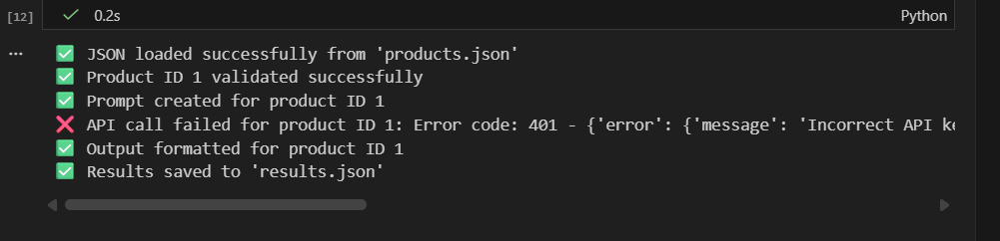 [12]
✓ 0.2s
Python
...
✅ JSON loaded successfully from 'products.json'
✅ Product ID 1 validated successfully
✅ Prompt created for product ID 1
❌ API call failed for product ID 1: Error code: 401 - {'error': {'message': 'Incorrect API ke
✅ Output formatted for product ID 1
✅ Results saved to 'results.json'